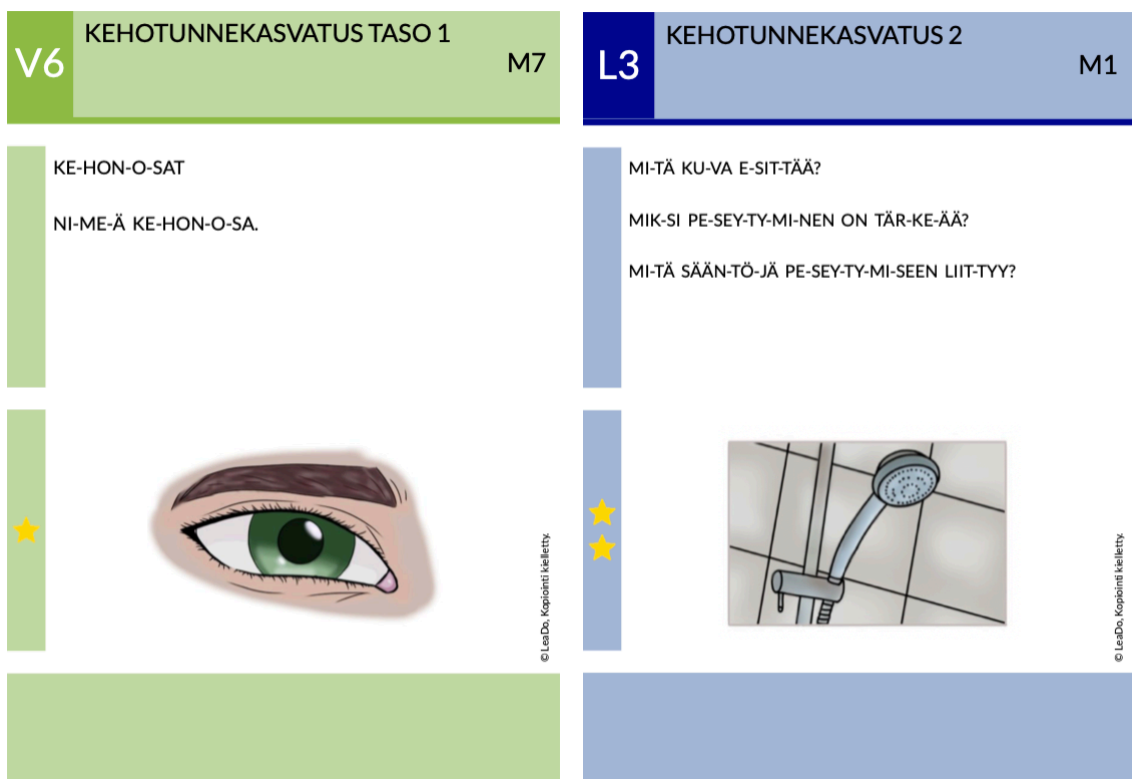 V6
KEHOTUNNEKASVATUS TASO 1
M7
KE-HON-O-SAT
NI-ME-Ä KE-HON-O-SA.
© LeaDo, Kopiointi kielletty.
L3
KEHOTUNNEKASVATUS 2
M1
MI-TÄ KU-VA E-SIT-TÄÄ?
MIK-SI PE-SEY-TY-MI-NEN ON TÄR-KE-ÄÄ?
MI-TÄ SÄÄN-TÖ-JÄ PE-SEY-TY-MI-SEEN LIIT-TYY?
© LeaDo, Kopiointi kielletty.